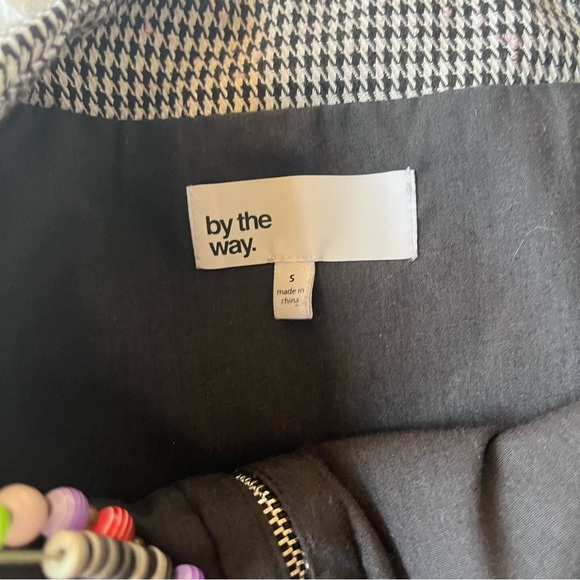 by the
way.
S
made in
china